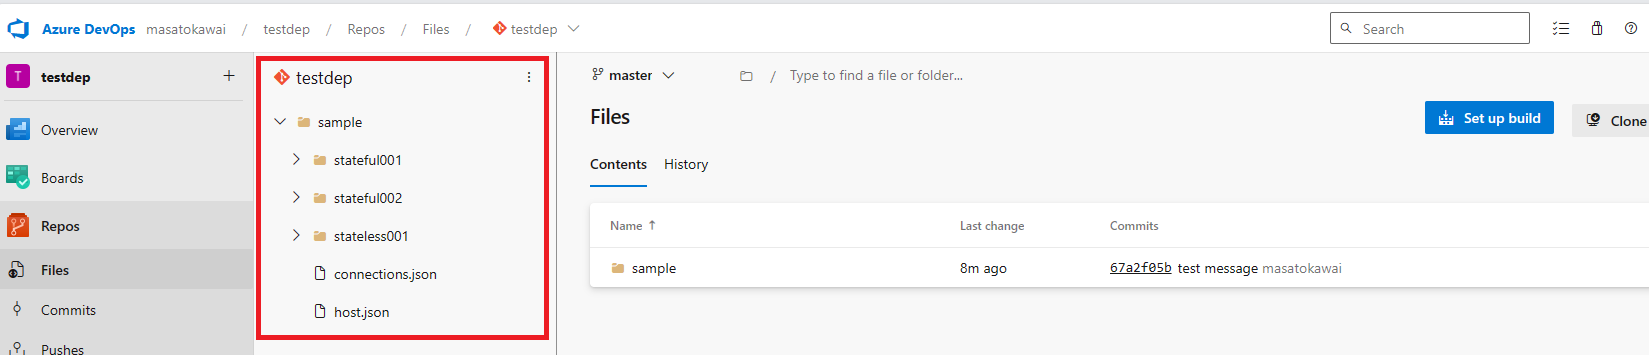 Azure DevOps masatokawai / testdep / Repos / Files / testdep
Search
T testdep +
Overview
Boards
Repos
Files
Commits
Pushes
testdep
sample
stateful001
stateful002
stateless001
connections.json
host.json
master / Type to find a file or folder...
Files
Set up build
Clone
Contents History
Name ↑ Last change Commits
sample 8m ago 67a2f05b test message masatokawai